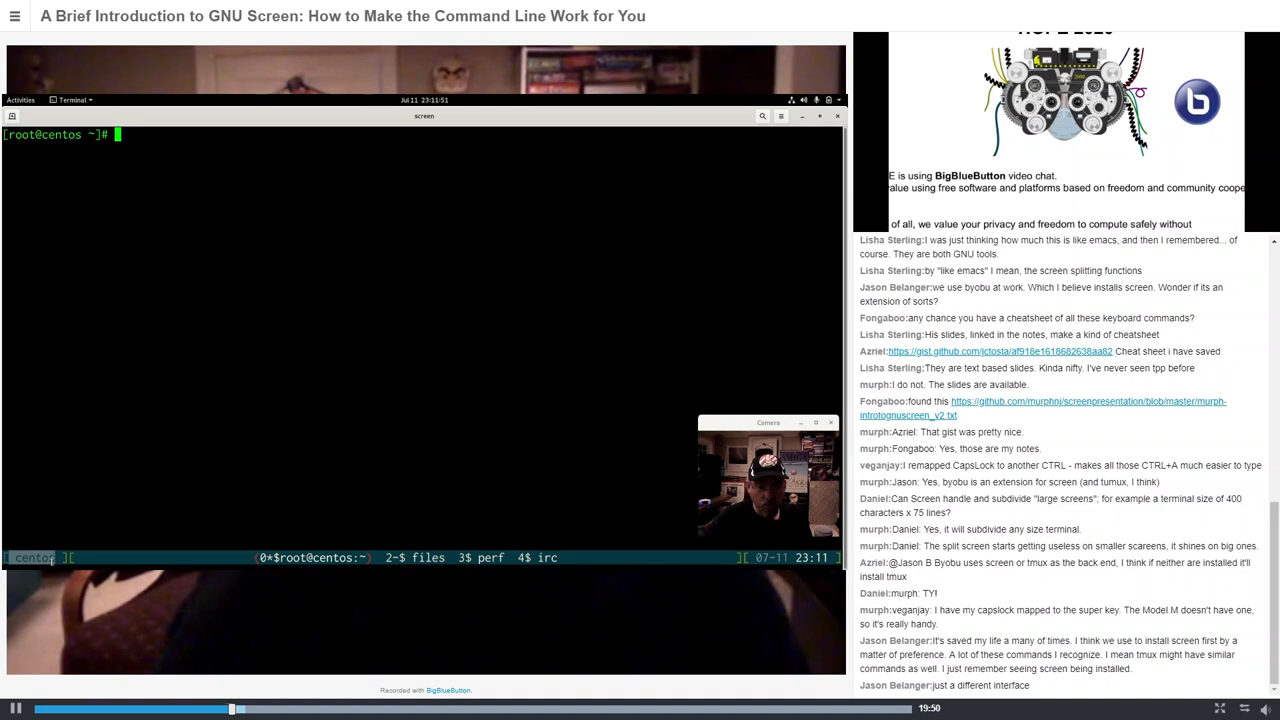 A Brief Introduction to GNU Screen: How to Make the Command Line Work for You
Activities
Terminal
Jul 11 23:11:51
screen
[root@centos ~]#
Camera
centos ][
(0*$root@centos:~) 2-$ files 3$ perf 4$ irc
][ 07-11 23:11 ]
Recorded with BigBlueButton.
HOPE 2020
E is using BigBlueButton video chat.
value using free software and platforms based on freedom and community coope
of all, we value your privacy and freedom to compute safely without
Lisha Sterling:I was just thinking how much this is like emacs, and then I remembered... of
course. They are both GNU tools.
Lisha Sterling:by "like emacs" I mean, the screen splitting functions
Jason Belanger:we use byobu at work. Which I believe installs screen. Wonder if its an
extension of sorts?
Fongaboo:any chance you have a cheatsheet of all these keyboard commands?
Lisha Sterling:His slides, linked in the notes, make a kind of cheatsheet
Azriel:https://gist.github.com/jctosta/af918e1618682638aa82 Cheat sheet i have saved
Lisha Sterling:They are text based slides. Kinda nifty. I've never seen tpp before
murph:I do not. The slides are available.
Fongaboo:found this https://github.com/murphnj/screenpresentation/blob/master/murph-
introtognuscreen_v2.txt
murph:Azriel: That gist was pretty nice.
murph:Fongaboo: Yes, those are my notes.
veganjay:I remapped CapsLock to another CTRL - makes all those CTRL+A much easier to type
murph:Jason: Yes, byobu is an extension for screen (and tumux, I think)
Daniel:Can Screen handle and subdivide "large screens"; for example a terminal size of 400
characters x 75 lines?
murph:Daniel: Yes, it will subdivide any size terminal.
murph:Daniel: The split screen starts getting useless on smaller scareens, it shines on big ones.
Azriel:@Jason B Byobu uses screen or tmux as the back end, I think if neither are installed it'll
install tmux
Daniel:murph: TY!
murph:veganjay: I have my capslock mapped to the super key. The Model M doesn't have one,
so it's really handy.
Jason Belanger:It's saved my life a many of times. I think we use to install screen first by a
matter of preference. A lot of these commands I recognize. I mean tmux might have similar
commands as well. I just remember seeing screen being installed.
Jason Belanger:just a different interface
19:50